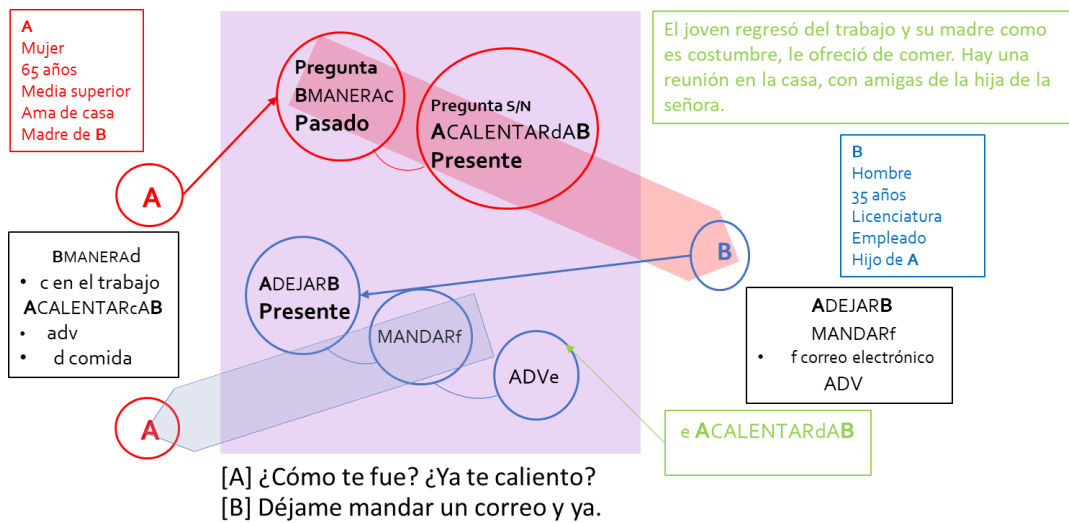 A
Mujer
65 años
Media superior
Ama de casa
Madre de B
El joven regresó del trabajo y su madre como
es costumbre, le ofreció de comer. Hay una
reunión en la casa, con amigas de la hija de la
señora.
Pregunta
BMANERAc
Pasado
Pregunta S/N
ACALENTARdAB
Presente
B
Hombre
35 años
Licenciatura
Empleado
Hijo de A
A
B
BMANERAd
• c en el trabajo
ACALENTARcAB
• adv
• d comida
ADEJARB
Presente
MANDARf
ADVe
ADEJARB
MANDARf
• f correo electrónico
ADV
A
e ACALENTARdAB
[A] ¿Cómo te fue? ¿Ya te caliento?
[B] Déjame mandar un correo y ya.